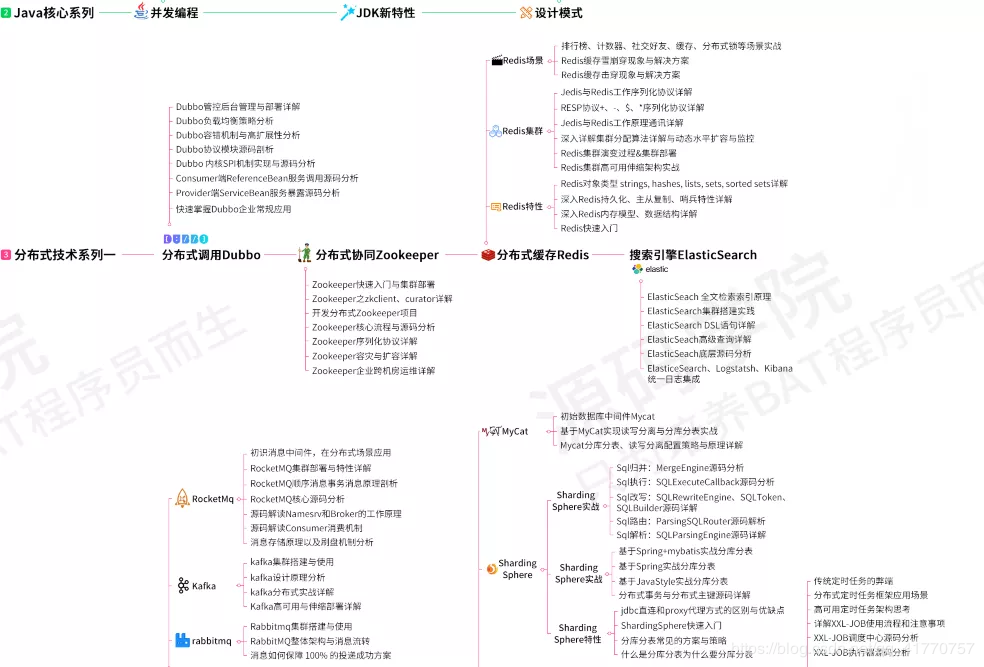 2 Java核心系列
并发编程
JDK新特性
设计模式
Redis场景
排行榜、计数器、社交好友、缓存、分布式锁等场景实战
Redis缓存雪崩穿现象与解决方案
Redis缓存击穿现象与解决方案
Redis集群
Jedis与Redis工作序列化协议详解
RESP协议+、-、$、*序列化协议详解
Jedis与Redis工作原理通讯详解
深入详解集群分配算法详解与动态水平扩容与监控
Redis集群演变过程&集群部署
Redis集群高可用伸缩架构实战
Redis特性
Redis对象类型 strings, hashes, lists, sets, sorted sets详解
深入Redis持久化、主从复制、哨兵特性详解
深入Redis内存模型、数据结构详解
Redis快速入门
Dubbo管控后台管理与部署详解
Dubbo负载均衡策略分析
Dubbo容错机制与高扩展性分析
Dubbo协议模块源码剖析
Dubbo 内核SPI机制实现与源码分析
Consumer端ReferenceBean服务调用源码分析
Provider端ServiceBean服务暴露源码分析
快速掌握Dubbo企业常规应用
3 分布式技术系列一
分布式调用Dubbo
分布式协同Zookeeper
分布式缓存Redis
搜索引擎ElasticSearch
elastic
Zookeeper快速入门与集群部署
Zookeeper之zkclient、curator详解
开发分布式Zookeeper项目
Zookeeper核心流程与源码分析
Zookeeper序列化协议详解
Zookeeper容灾与扩容详解
Zookeeper企业跨机房运维详解
ElasticSeach 全文检索索引原理
ElasticSearch集群搭建实践
ElasticSearch DSL语句详解
ElasticSeach高级查询详解
ElasticSeach底层源码分析
ElasticeSearch、Logstatsh、Kibana
统一日志集成
MyCat
初始数据库中间件Mycat
基于MyCat实现读写分离与分库分表实战
Mycat分库分表、读写分离配置策略与原理详解
RocketMq
初识消息中间件，在分布式场景应用
RocketMQ集群部署与特性详解
RocketMQ顺序消息事务消息原理剖析
RocketMQ核心源码分析
源码解读Namesrv和Broker的工作原理
源码解读Consumer消费机制
消息存储原理以及刷盘机制分析
Kafka
kafka集群搭建与使用
kafka设计原理分析
kafka分布式实战详解
Kafka高可用与伸缩部署详解
rabbitmq
Rabbitmq集群搭建与使用
RabbitMQ整体架构与消息流转
消息如何保障 100% 的投递成功方案
Sharding
Sphere
Sharding
Sphere实战
Sql归并：MergeEngine源码分析
Sql执行：SQLExecuteCallback源码分析
Sql改写：SQLRewriteEngine、SQLToken、
SQLBuilder源码详解
Sql路由：ParsingSQLRouter源码解析
Sql解析：SQLParsingEngine源码详解
Sharding
Sphere实战
基于Spring+mybatis实战分库分表
基于Spring实战分库分表
基于JavaStyle实战分库分表
分布式事务与分布式主键源码详解
Sharding
Sphere特性
jdbc直连和proxy代理方式的区别与优缺点
ShardingSphere快速入门
分库分表常见的方案与策略
什么是分库分表为什么要分库分表
传统定时任务的弊端
分布式定时任务框架应用场景
高可用定时任务架构思考
详解XXL-JOB使用流程和注意事项
XXL-JOB调度中心源码分析
XXL-JOB执行器源码分析